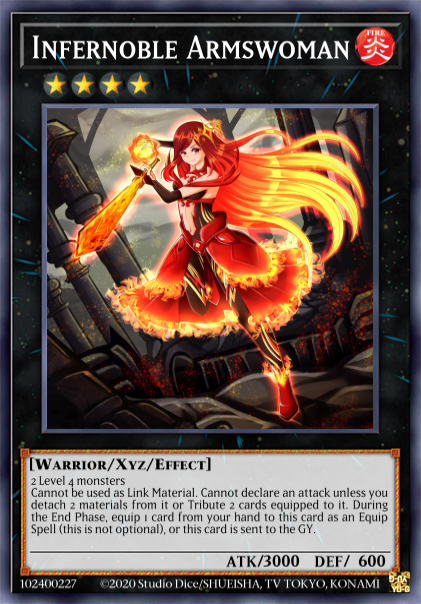 INFERNOBLE ARMSWOMAN
FIRE
炎
[WARRIOR/XYZ/EFFECT]
2 Level 4 monsters
Cannot be used as Link Material. Cannot declare an attack unless you
detach 2 materials from it or Tribute 2 cards equipped to it. During
the End Phase, equip 1 card from your hand to this card as an Equip
Spell (this is not optional), or this card is sent to the GY.
ATK/3000 DEF/ 600
102400227 ©2020 Studio Dice/SHUEISHA, TV TOKYO, KONAMI